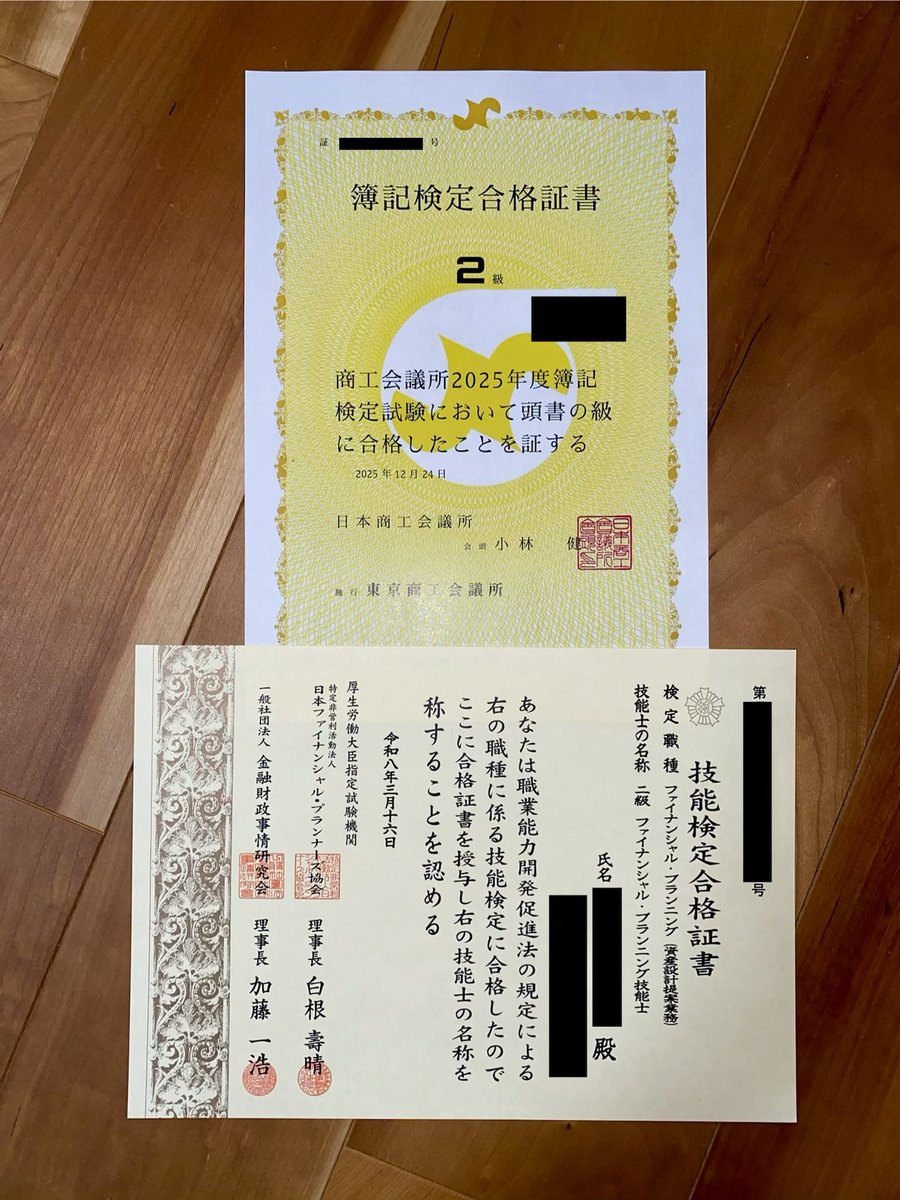 証 号
簿記検定合格証書
2 級
商工会議所2025年度簿記
検定試験において頭書の級
に合格したことを証する
2025年12月24日
日本商工会議所
会頭 小林 健
日本商工会議所会頭之印
施行 東京商工会議所
第 号
技能検定合格証書
検定職種 ファイナンシャル・プランニング(資産設計提案業務)
技能士の名称 二級 ファイナンシャル・プランニング技能士
氏名 殿
あなたは職業能力開発促進法の規定による
右の職種に係る技能検定に合格したので
ここに合格証書を授与し右の技能士の名称を
称することを認める
令和八年三月十六日
厚生労働大臣指定試験機関
特定非営利活動法人
日本ファイナンシャル・プランナーズ協会 理事長 白根 壽晴
一般社団法人 金融財政事情研究会 理事長 加藤 一浩